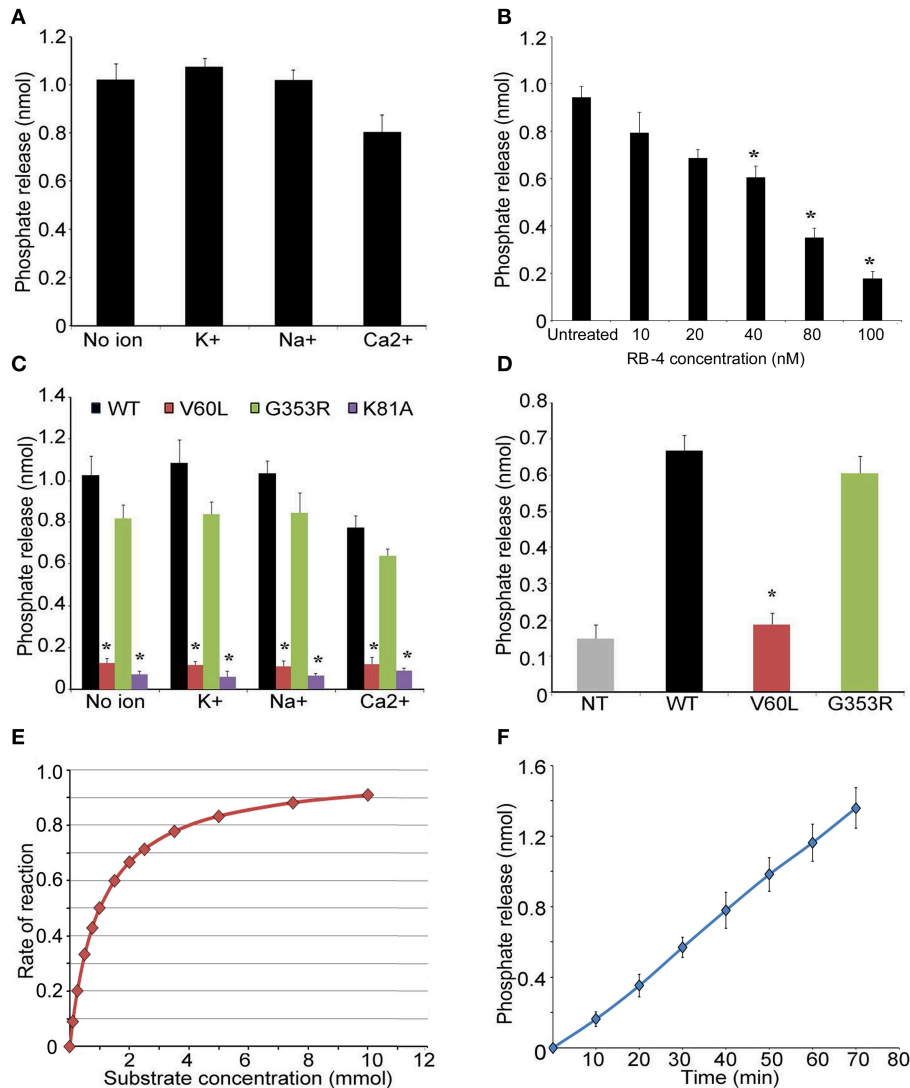 A
Phosphate release (nmol)
1.2
1.0
0.8
0.6
0.4
0.2
0
No ion K+ Na+ Ca2+
B
Phosphate release (nmol)
1.2
1.0
0.8
0.6
0.4
0.2
0
* * *
Untreated 10 20 40 80 100
RB-4 concentration (nM)
C
Phosphate release (nmol)
1.4
1.2
1.0
0.8
0.6
0.4
0.2
0
WT V60L G353R K81A
* * * * * * * *
No ion K+ Na+ Ca2+
D
Phosphate release (nmol)
0.8
0.7
0.6
0.5
0.4
0.3
0.2
0.1
0
*
NT WT V60L G353R
E
Rate of reaction
1.0
0.8
0.6
0.4
0.2
0
2 4 6 8 10 12
Substrate concentration (mmol)
F
Phosphate release (nmol)
1.6
1.2
0.8
0.4
0
10 20 30 40 50 60 70 80
Time (min)